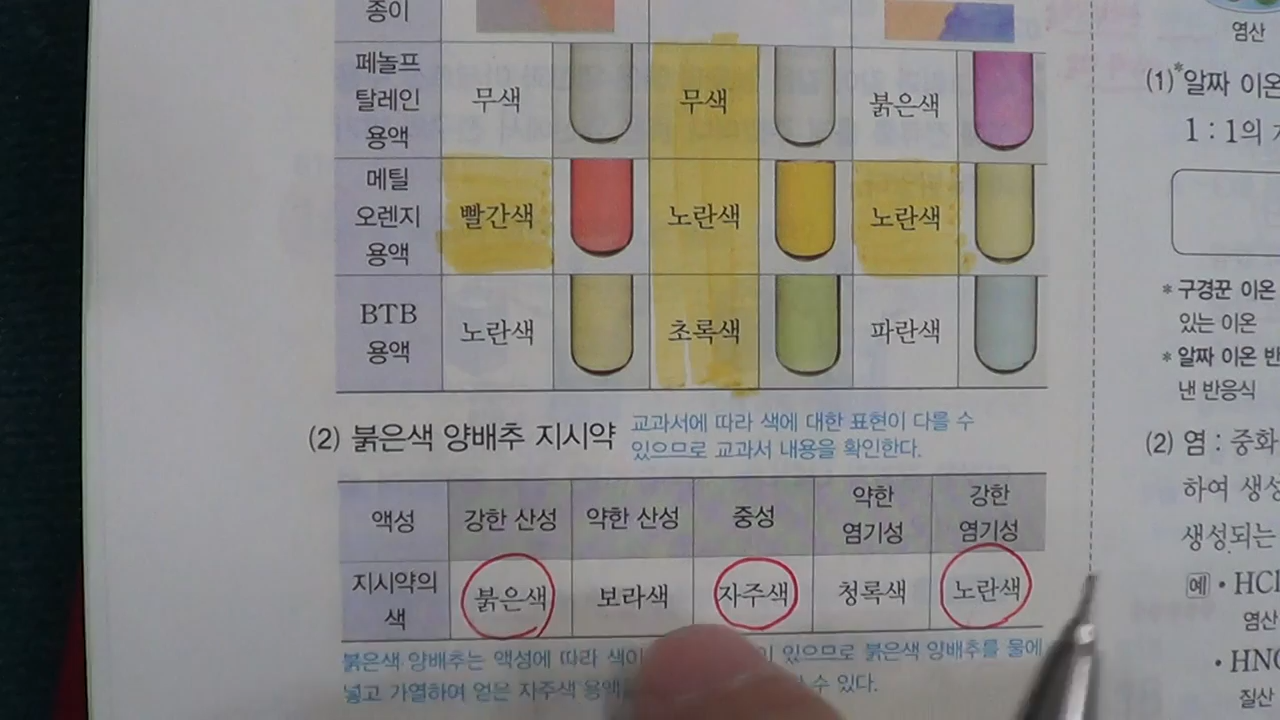 종이
페놀프
탈레인
용액
무색
무색
붉은색
메틸
오렌지
용액
빨간색
노란색
노란색
BTB
용액
노란색
초록색
파란색
(2) 붉은색 양배추 지시약
교과서에 따라 색에 대한 표현이 다를 수
있으므로 교과서 내용을 확인한다.
액성
강한 산성
약한 산성
중성
약한
염기성
강한
염기성
지시약의
색
붉은색
보라색
자주색
청록색
노란색
붉은색 양배추는 액성에 따라 있으므로 붉은색 양배추를 물에
넣고 가열하여 얻은 자주색 수 있다.
염산
(1) *알짜 이온
1 : 1의
* 구경꾼 이온
있는 이온
* 알짜 이온 반
낸 반응식
(2) 염 : 중화
하여 생성
생성되는
예 • HCl
염산
• HNO
질산